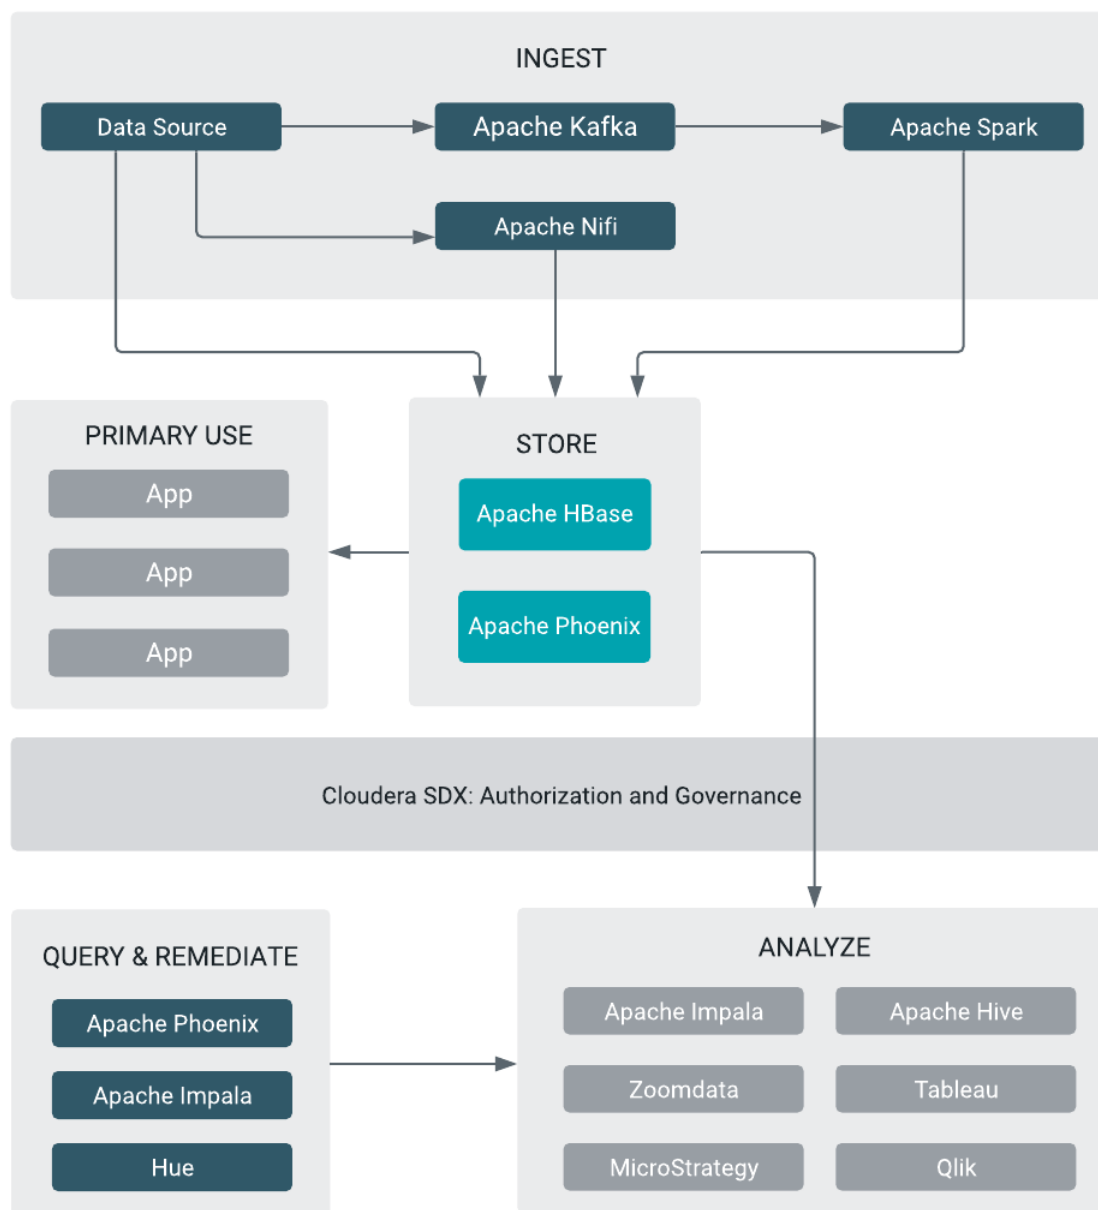 INGEST
Data Source
Apache Kafka
Apache Spark
Apache Nifi
PRIMARY USE
App
App
App
STORE
Apache HBase
Apache Phoenix
Cloudera SDX: Authorization and Governance
QUERY & REMEDIATE
Apache Phoenix
Apache Impala
Hue
ANALYZE
Apache Impala
Apache Hive
Zoomdata
Tableau
MicroStrategy
Qlik